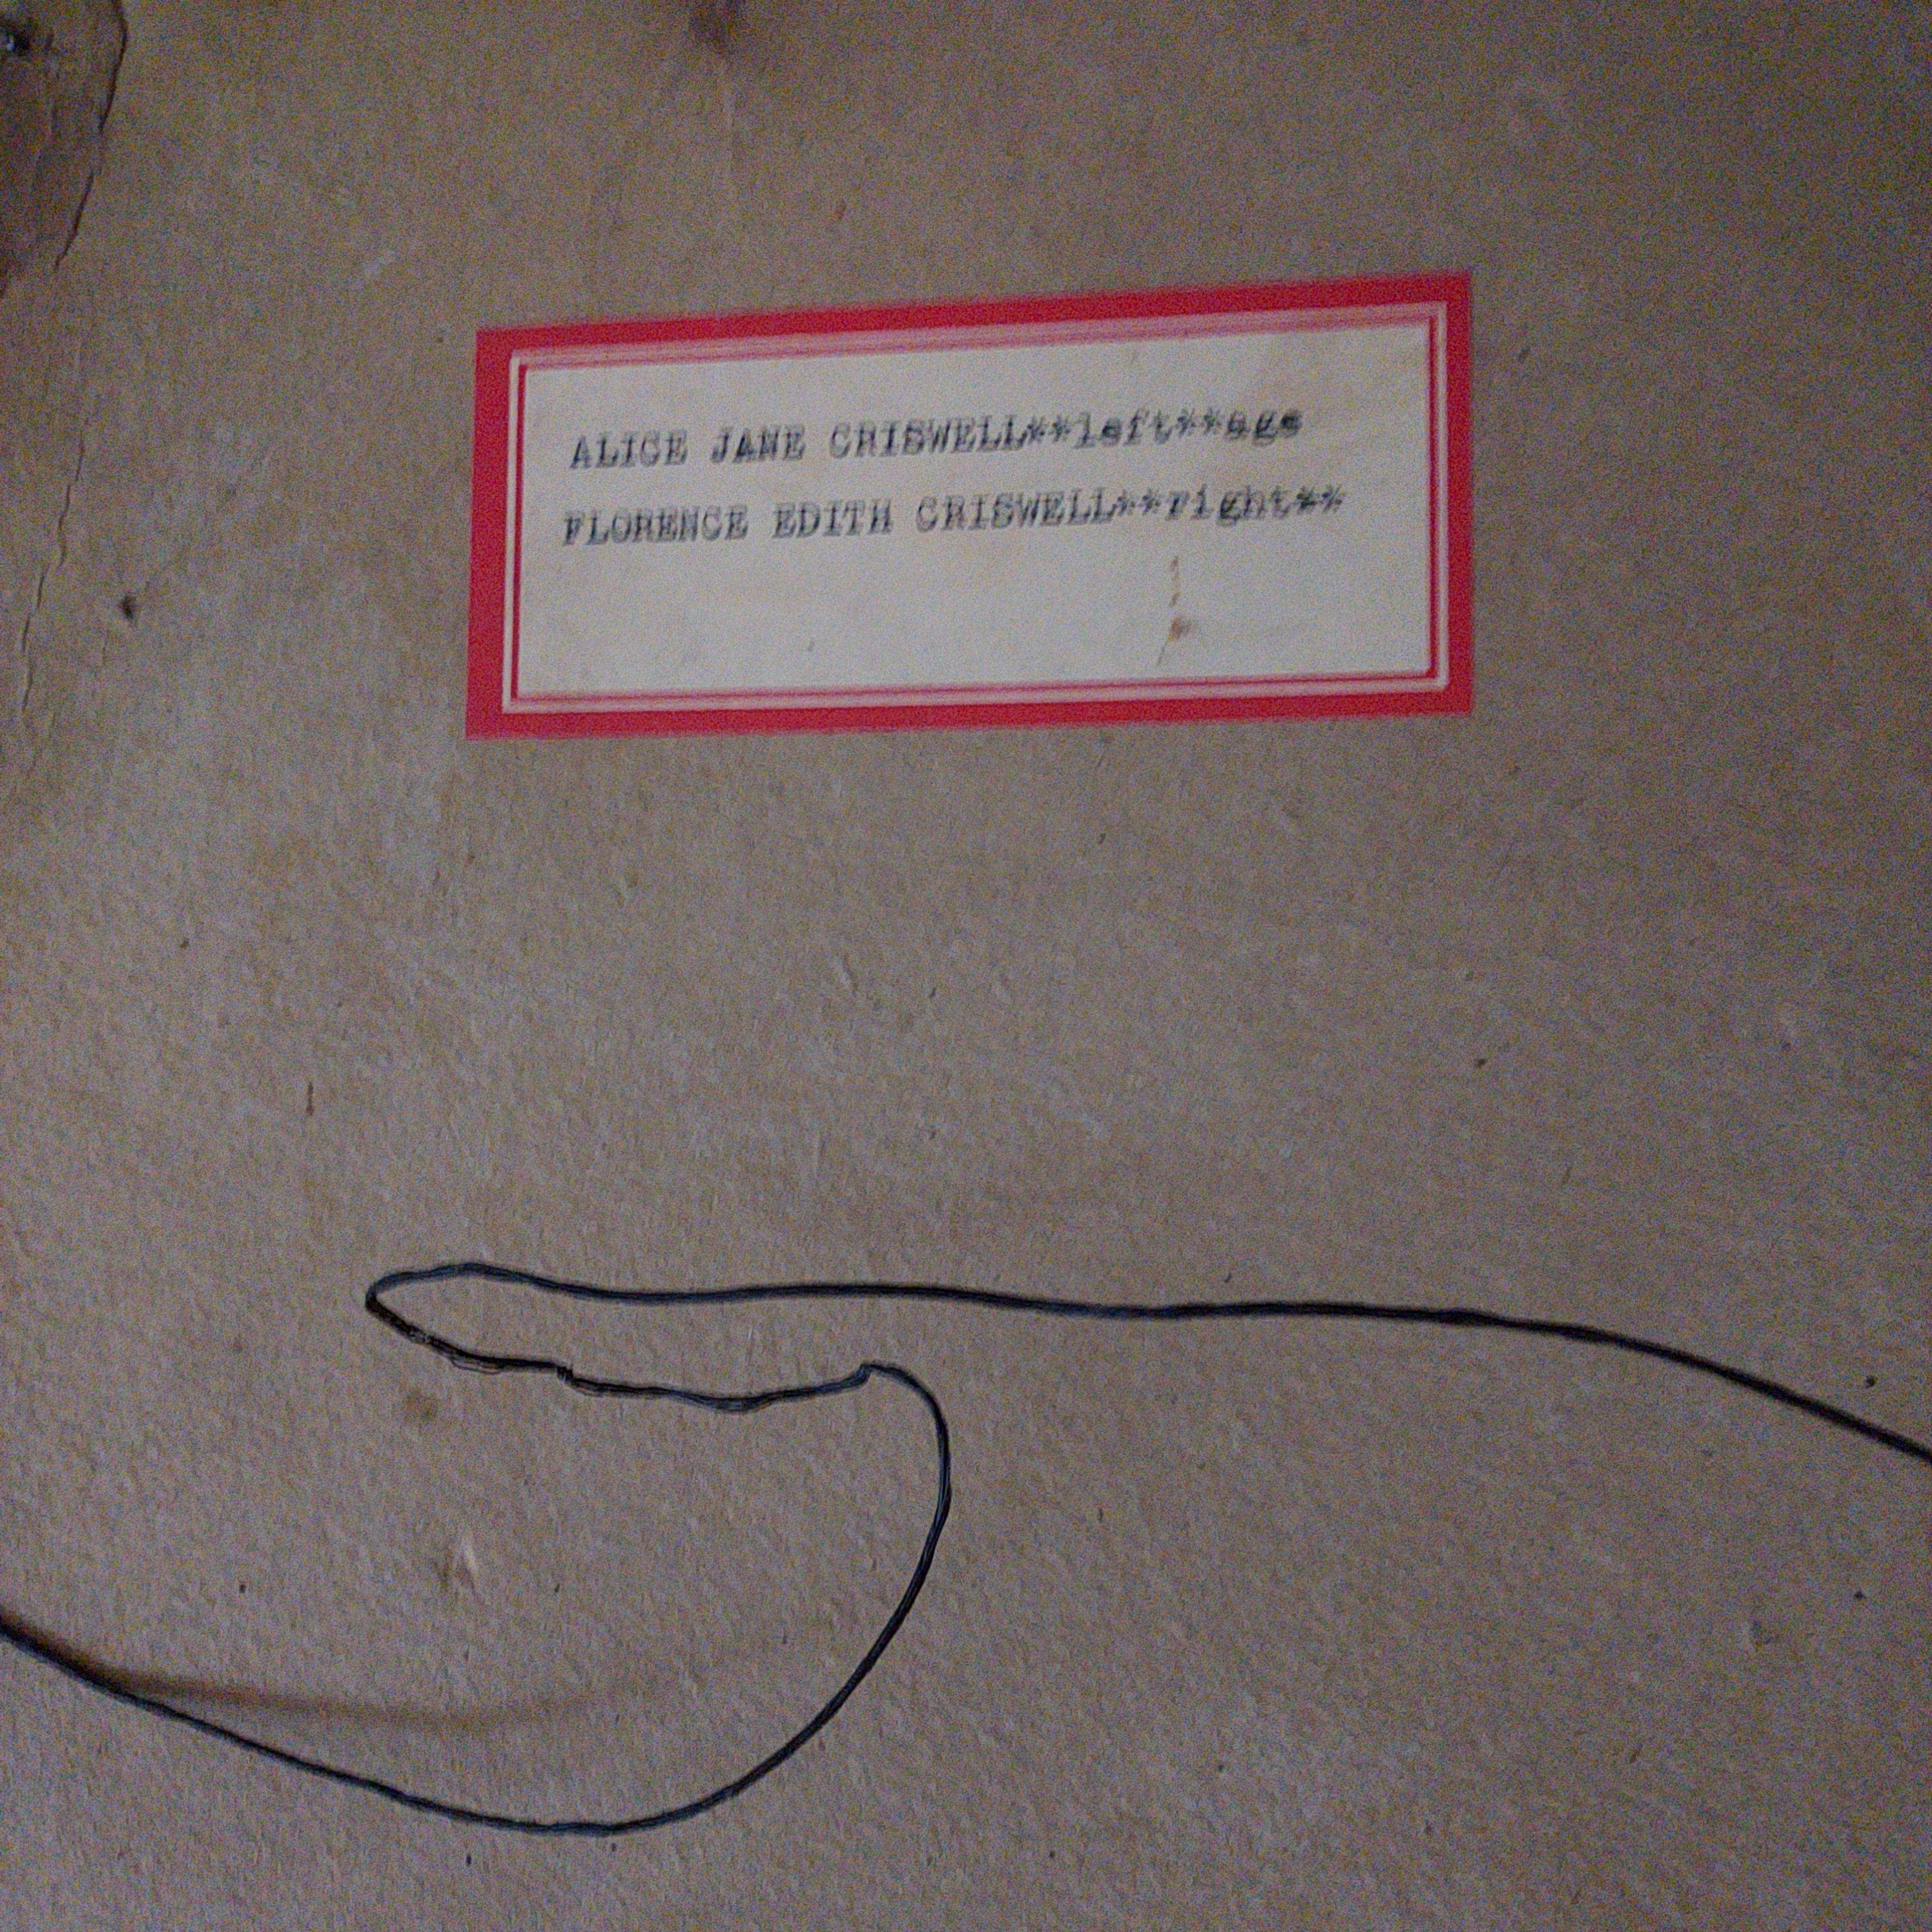 ALICE JANE CRISWELL**left**age
FLORENCE EDITH CRISWELL**right**